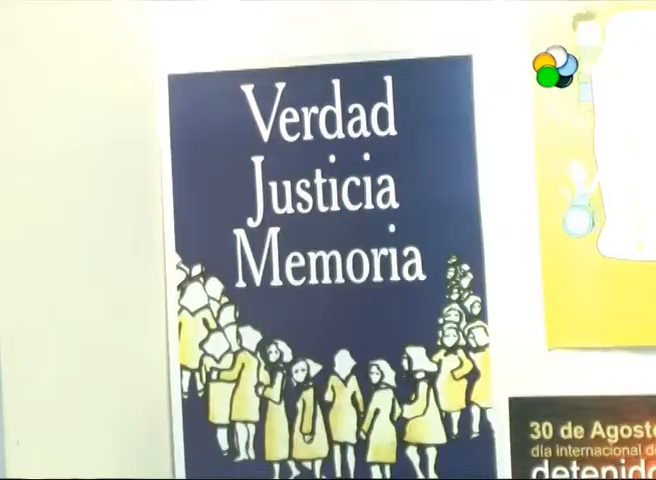 Verdad
Justicia
Memoria
30 de Agosto
día internacional d
detenido